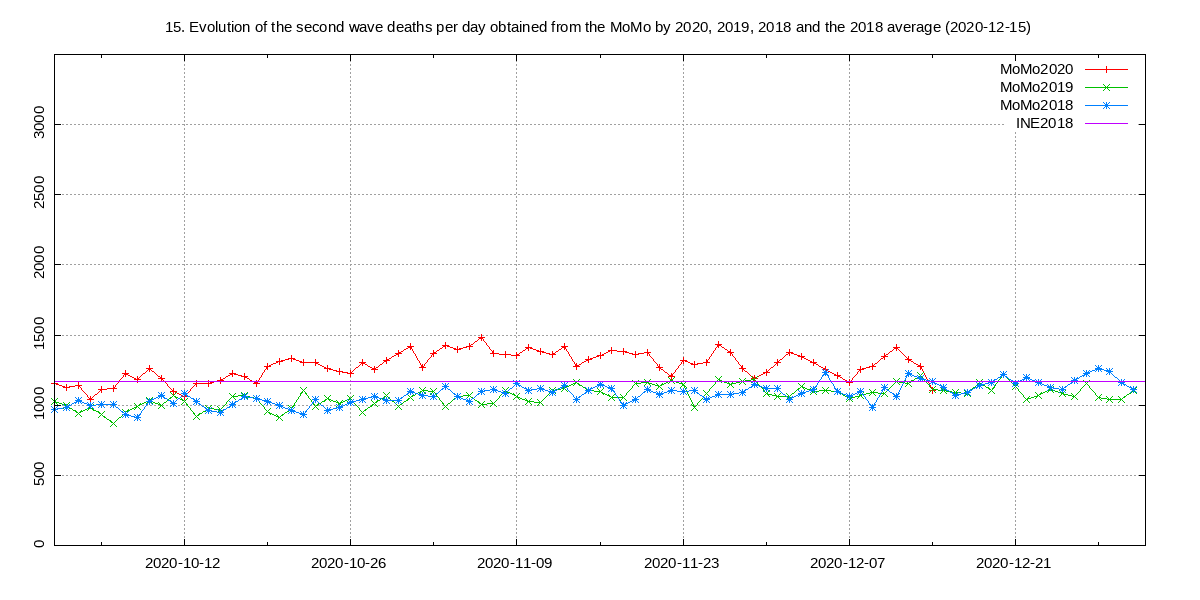 15. Evolution of the second wave deaths per day obtained from the MoMo by 2020, 2019, 2018 and the 2018 average (2020-12-15)
MoMo2020
MoMo2019
MoMo2018
INE2018
3000
2500
2000
1500
1000
500
0
2020-10-12 2020-10-26 2020-11-09 2020-11-23 2020-12-07 2020-12-21